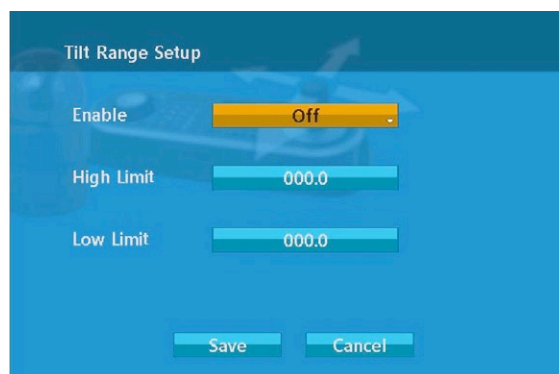 Tilt Range Setup
Enable Off
High Limit 000.0
Low Limit 000.0
Save Cancel